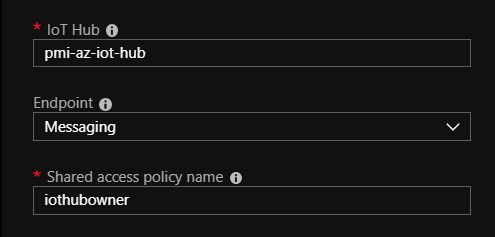 * IoT Hub
pmi-az-iot-hub
Endpoint
Messaging
* Shared access policy name
iothubowner